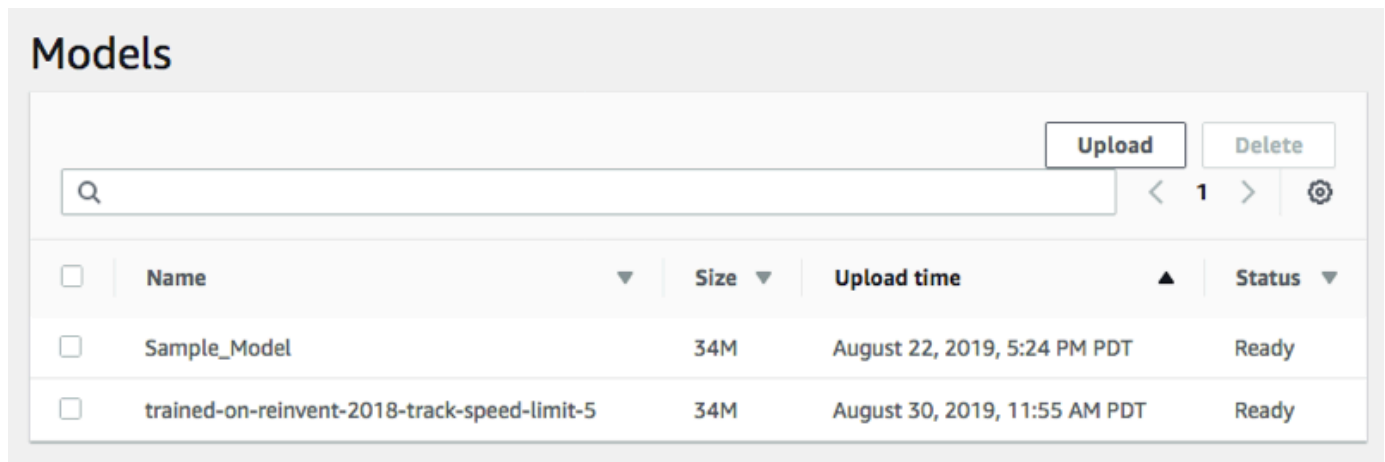 Models
Upload Delete
1
Name Size Upload time Status
Sample_Model 34M August 22, 2019, 5:24 PM PDT Ready
trained-on-reinvent-2018-track-speed-limit-5 34M August 30, 2019, 11:55 AM PDT Ready